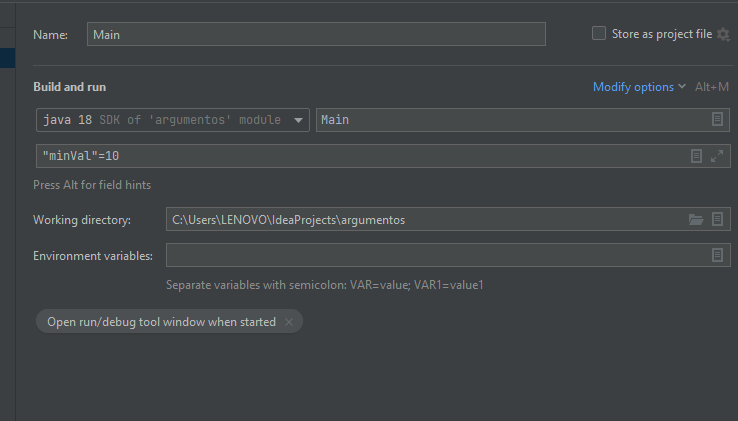 Name: Main Store as project file
Build and run Modify options Alt+M
java 18 SDK of 'argumentos' module Main
"minVal"=10
Press Alt for field hints
Working directory: C:\Users\LENOVO\IdeaProjects\argumentos
Environment variables:
Separate variables with semicolon: VAR=value; VAR1=value1
Open run/debug tool window when started